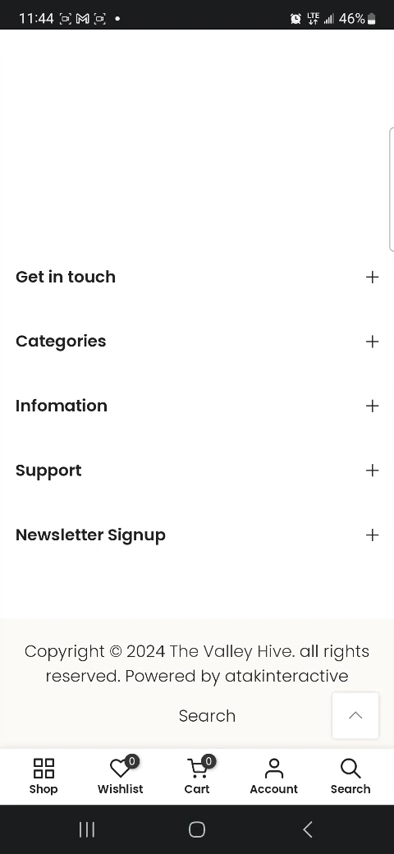 11:44 46%
LTE
Get in touch
Categories
Infomation
Support
Newsletter Signup
Copyright © 2024 The Valley Hive. all rights
reserved. Powered by atakinteractive
Search
0 0
Shop Wishlist Cart Account Search